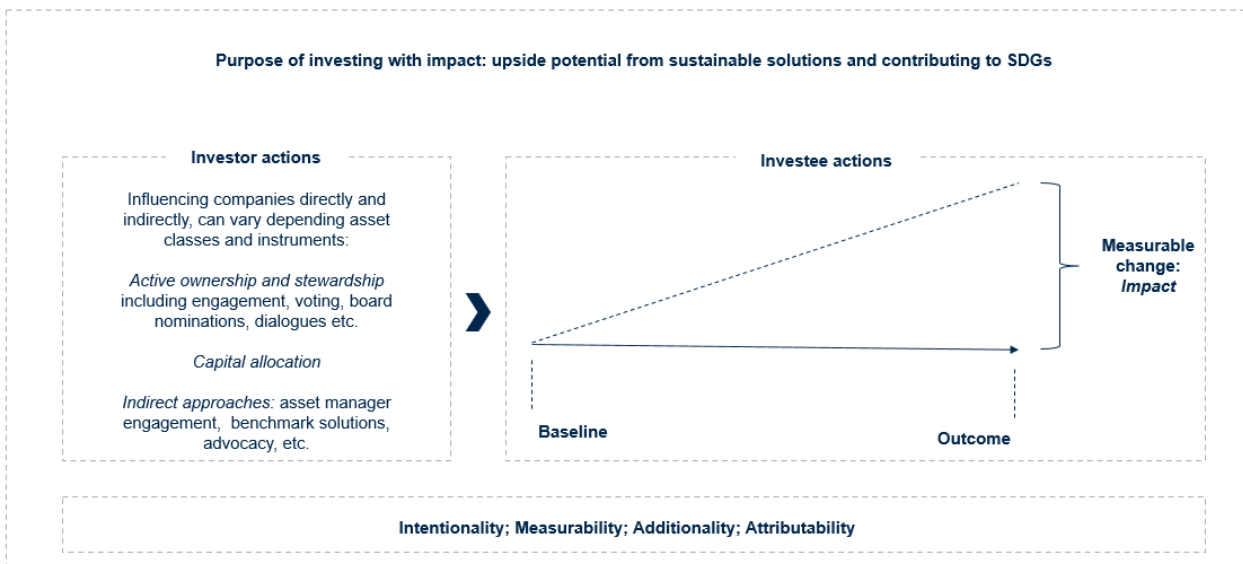 Purpose of investing with impact: upside potential from sustainable solutions and contributing to SDGs
Investor actions
Influencing companies directly and
indirectly, can vary depending asset
classes and instruments:
Active ownership and stewardship
including engagement, voting, board
nominations, dialogues etc.
Capital allocation
Indirect approaches: asset manager
engagement, benchmark solutions,
advocacy, etc.
Investee actions
Measurable
change:
Impact
Baseline
Outcome
Intentionality; Measurability; Additionality; Attributability